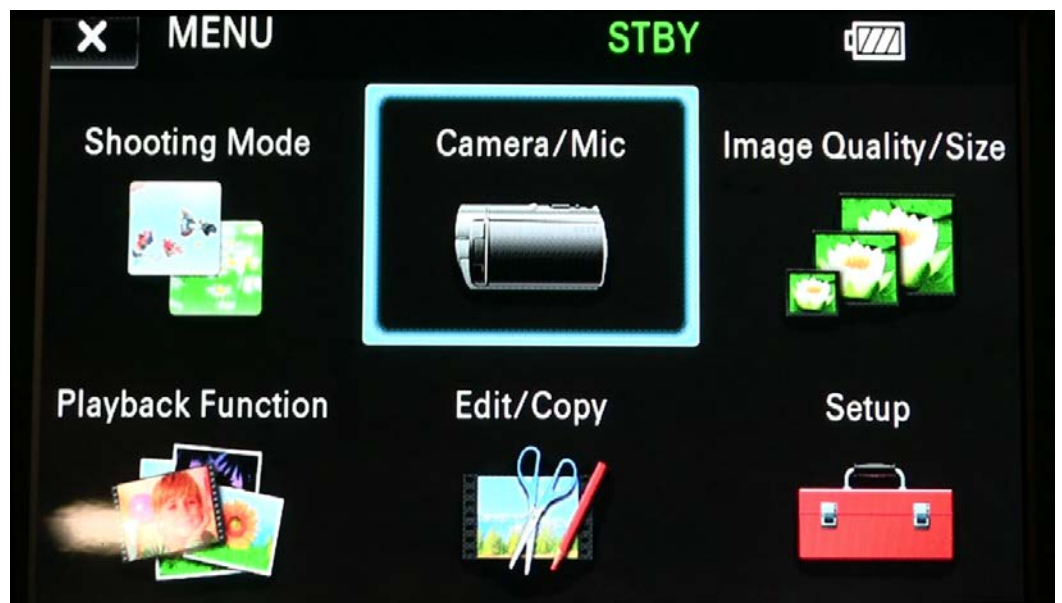 MENU
STBY
Shooting Mode
Camera/Mic
Image Quality/Size
Playback Function
Edit/Copy
Setup